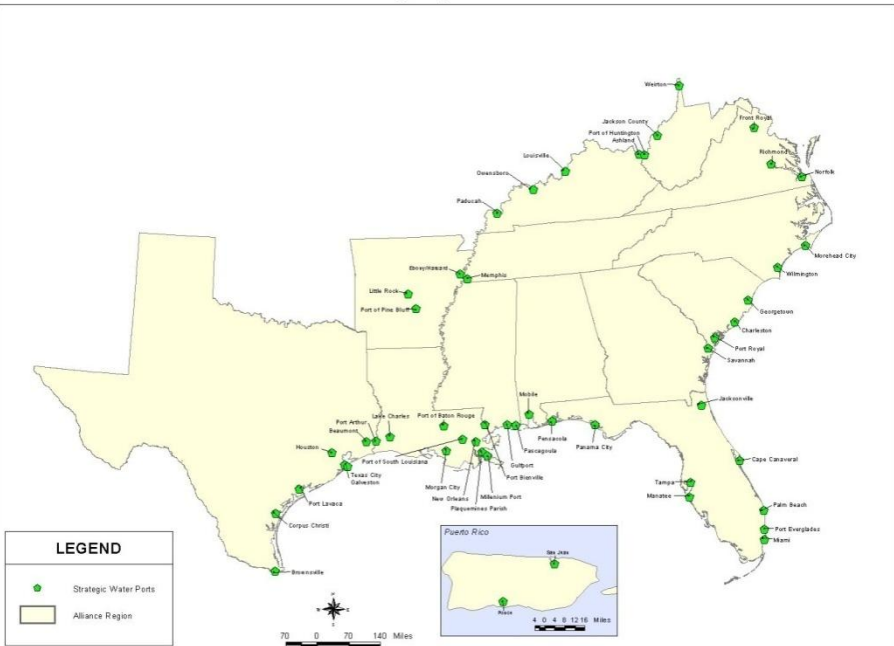 Weirton
Jackson County
Port of Huntington
Ashland
Front Royal
Richmond
Norfolk
Louisville
Owensboro
Paducah
Morehead City
Wilmington
Memphis
Little Rock
Port of Pine Bluff
Georgetown
Charleston
Port Royal
Savannah
Jacksonville
Mobile
Port of Baton Rouge
Lake Charles
Port Arthur
Beaumont
Houston
Pensacola
Pascagoula
Panama City
Port of South Louisiana
Gulfport
Port Bienville
Texas City
Galveston
Morgan City
New Orleans
Millenium Port
Plaquemines Parish
Cape Canaveral
Tampa
Manatee
Port Lavaca
Palm Beach
Corpus Christi
Port Everglades
Miami
Brownsville
LEGEND
Strategic Water Ports
Alliance Region
Puerto Rico
San Juan
Ponce
4 0 4 8 12 16 Miles
N
W E
S
70 0 70 140 Miles